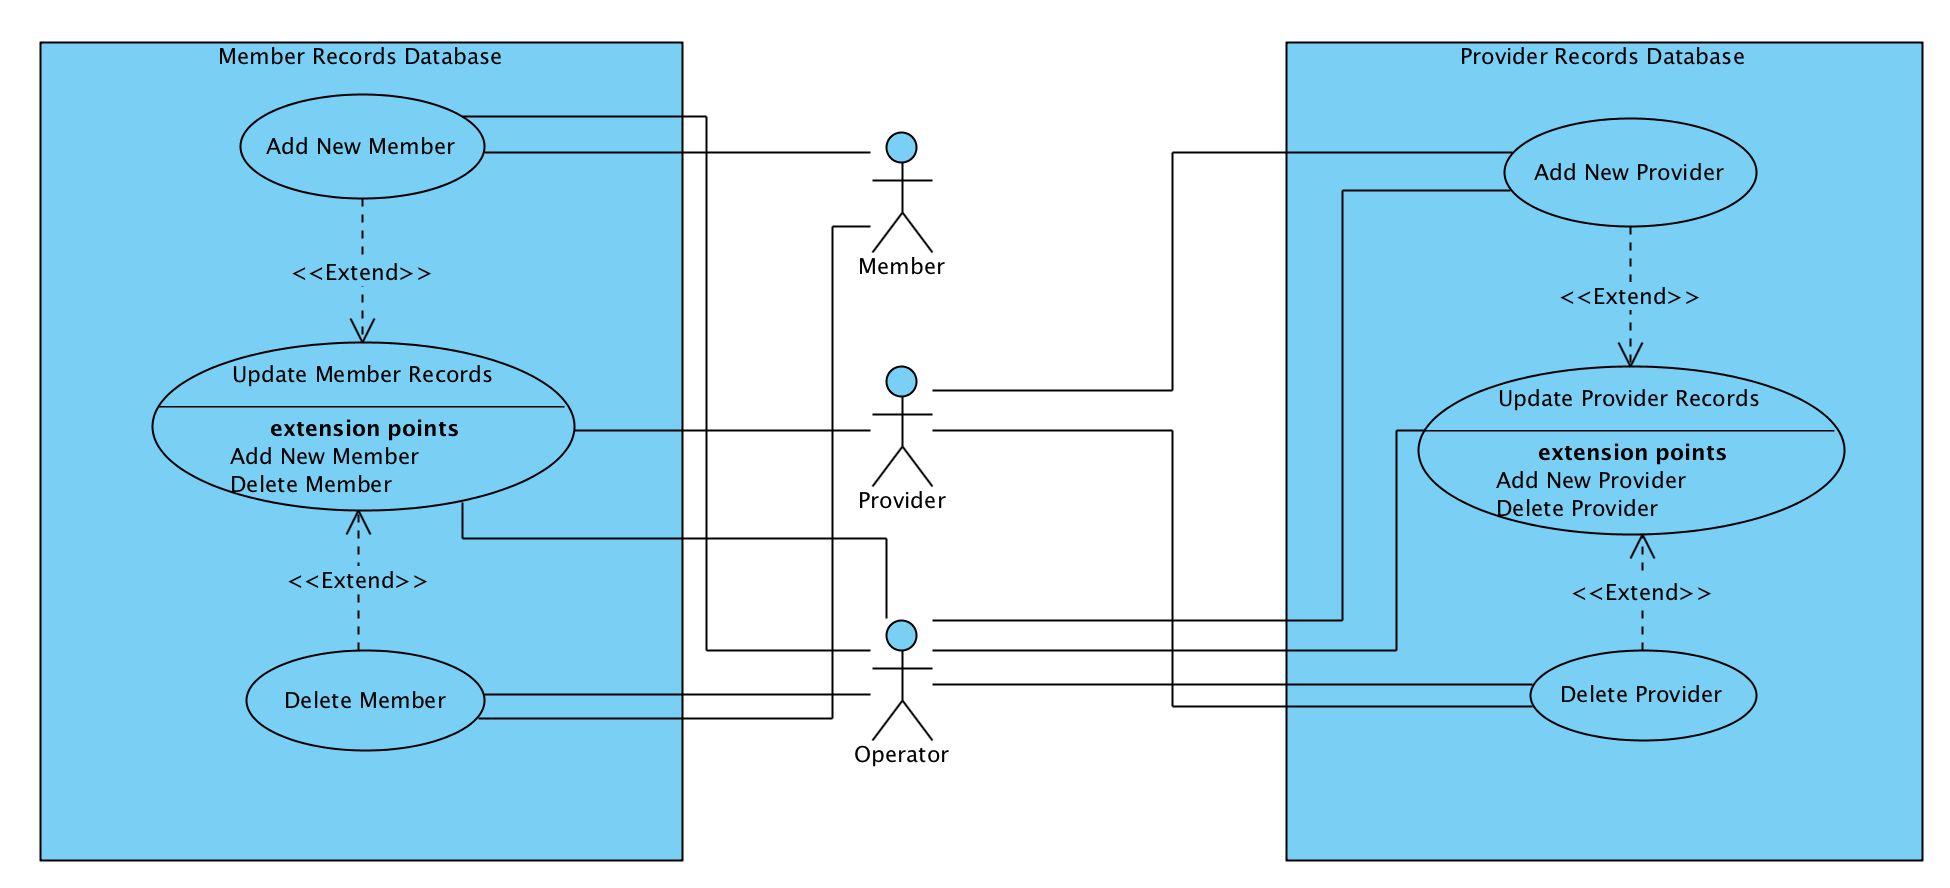 Member Records Database
Add New Member
<<Extend>>
Update Member Records
extension points
Add New Member
Delete Member
<<Extend>>
Delete Member
Member
Provider
Operator
Provider Records Database
Add New Provider
<<Extend>>
Update Provider Records
extension points
Add New Provider
Delete Provider
<<Extend>>
Delete Provider